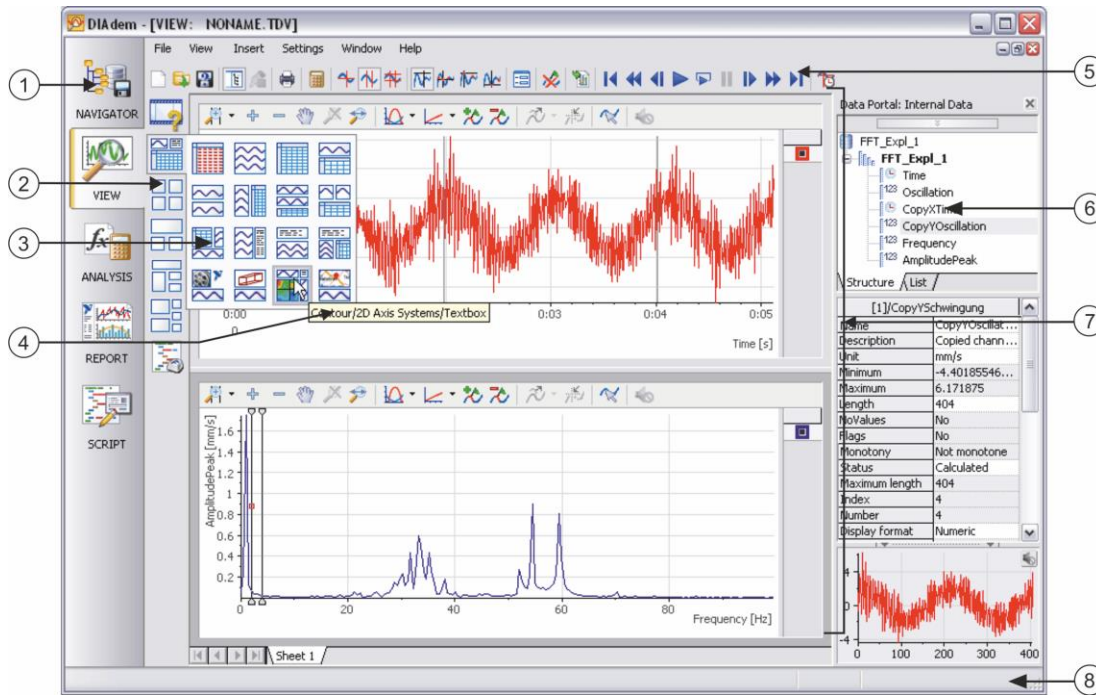 DIAdem - [VIEW: NONAME.TDV]
File View Insert Settings Window Help
1
NAVIGATOR
2
VIEW
3
ANALYSIS
4
REPORT
SCRIPT
5
6
7
8
Contour/2D Axis Systems/Textbox
0:00
0
0:03
0:04
0:05
Time [s]
AmplitudePeak [mm/s]
1.6
1.4
1.2
1
0.8
0.6
0.4
0.2
0
20
40
60
80
Frequency [Hz]
Sheet 1
Data Portal: Internal Data
FFT_Expl_1
FFT_Expl_1
Time
123 Oscillation
123 CopyYOscillation
123 Frequency
123 AmplitudePeak
Structure List
[1]/CopyYSchwingung
Name CopyYOscillat...
Description Copied chann...
Unit mm/s
Minimum -4.40185546...
Maximum 6.171875
Length 404
NoValues No
Flags No
Monotony Not monotone
Status Calculated
Maximum length 404
Index 4
Number 4
Display format Numeric
4
0
-4
0 100 200 300 400